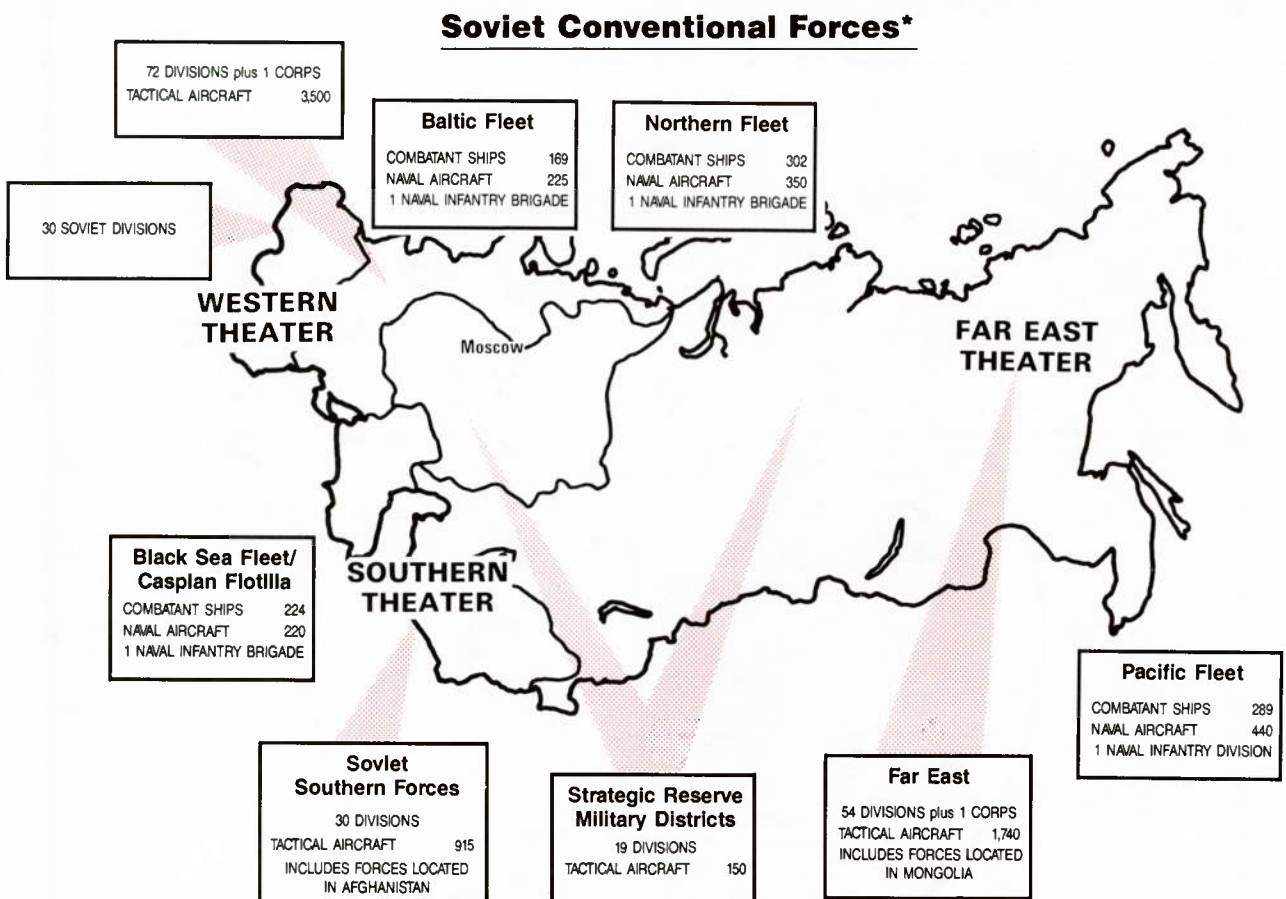 Soviet Conventional Forces*
72 DIVISIONS plus 1 CORPS
TACTICAL AIRCRAFT 3,500
30 SOVIET DIVISIONS
Baltic Fleet
COMBATANT SHIPS 169
NAVAL AIRCRAFT 225
1 NAVAL INFANTRY BRIGADE
Northern Fleet
COMBATANT SHIPS 302
NAVAL AIRCRAFT 350
1 NAVAL INFANTRY BRIGADE
WESTERN
THEATER
Moscow
FAR EAST
THEATER
Black Sea Fleet/
Caspian Flotilla
COMBATANT SHIPS 224
NAVAL AIRCRAFT 220
1 NAVAL INFANTRY BRIGADE
SOUTHERN
THEATER
Pacific Fleet
COMBATANT SHIPS 289
NAVAL AIRCRAFT 440
1 NAVAL INFANTRY DIVISION
Soviet
Southern Forces
30 DIVISIONS
TACTICAL AIRCRAFT 915
INCLUDES FORCES LOCATED
IN AFGHANISTAN
Strategic Reserve
Military Districts
19 DIVISIONS
TACTICAL AIRCRAFT 150
Far East
54 DIVISIONS plus 1 CORPS
TACTICAL AIRCRAFT 1,740
INCLUDES FORCES LOCATED
IN MONGOLIA